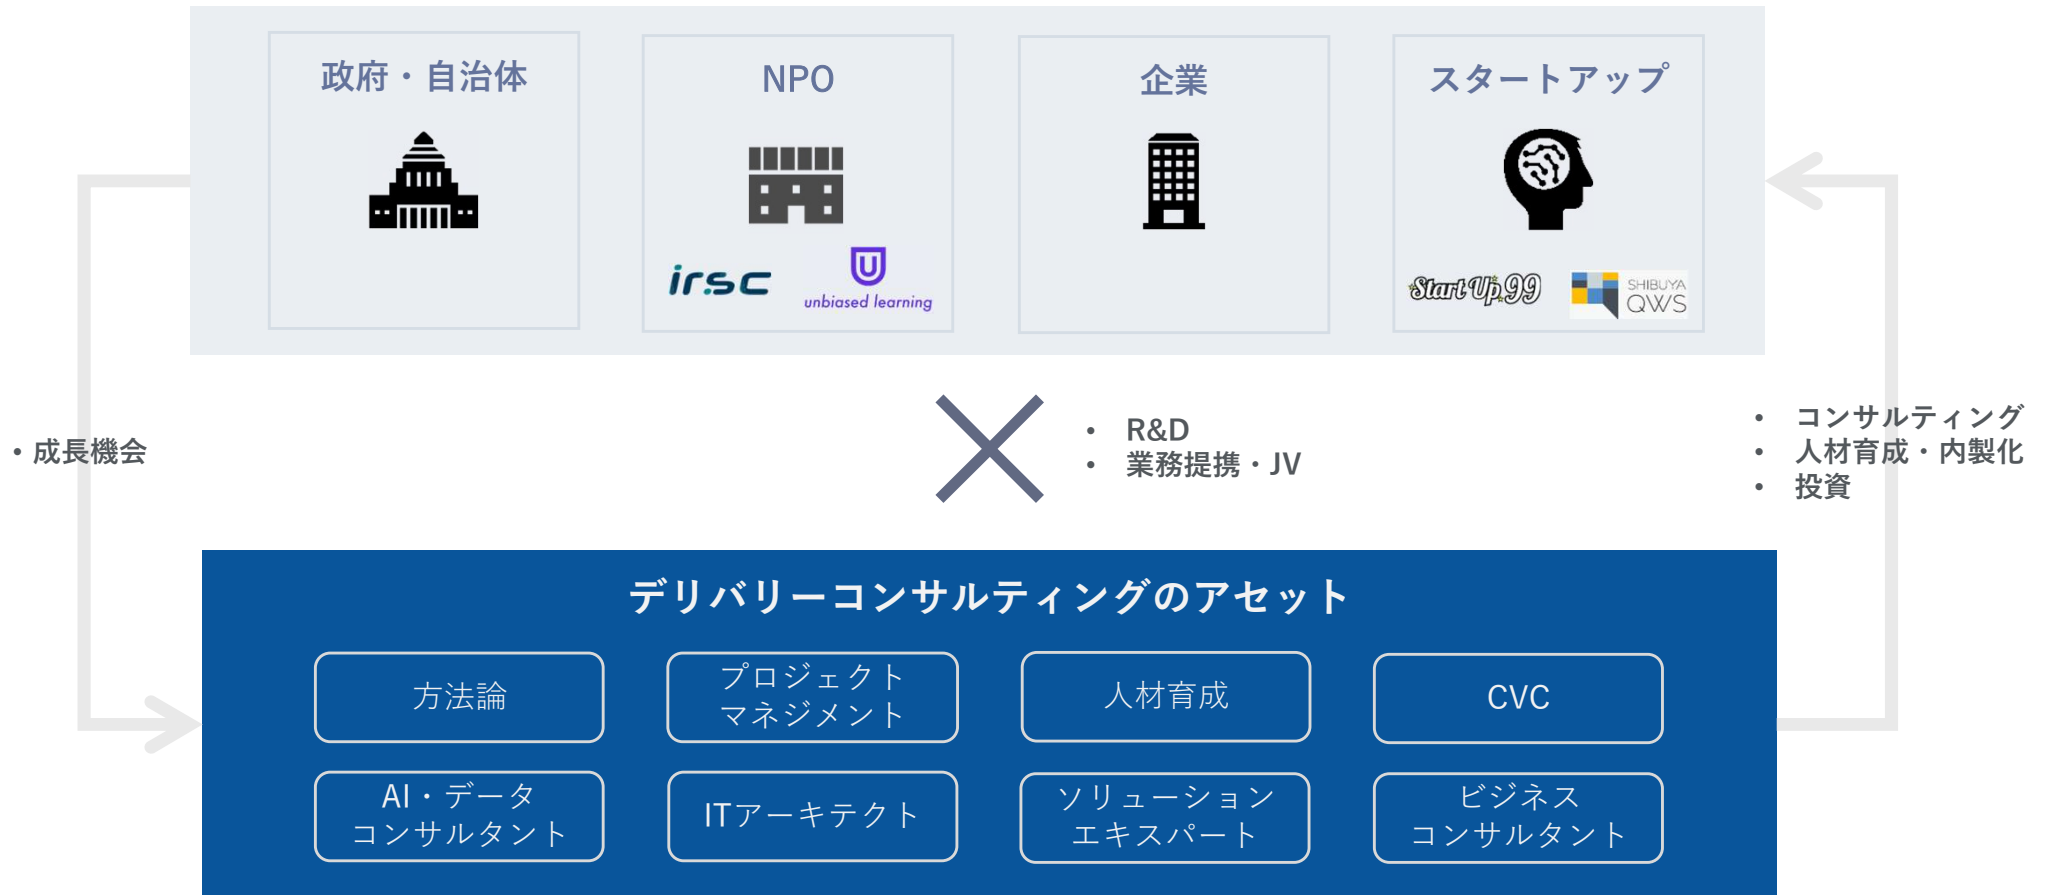 政府・自治体
NPO
企業
スタートアップ
irsc
unbiased learning
Start Up 99
SHIBUYA
QWS
・成長機会
• R&D
• 業務提携・JV
• コンサルティング
• 人材育成・内製化
• 投資
デリバリーコンサルティングのアセット
方法論
プロジェクト
マネジメント
人材育成
CVC
AI・データ
コンサルタント
ITアーキテクト
ソリューション
エキスパート
ビジネス
コンサルタント